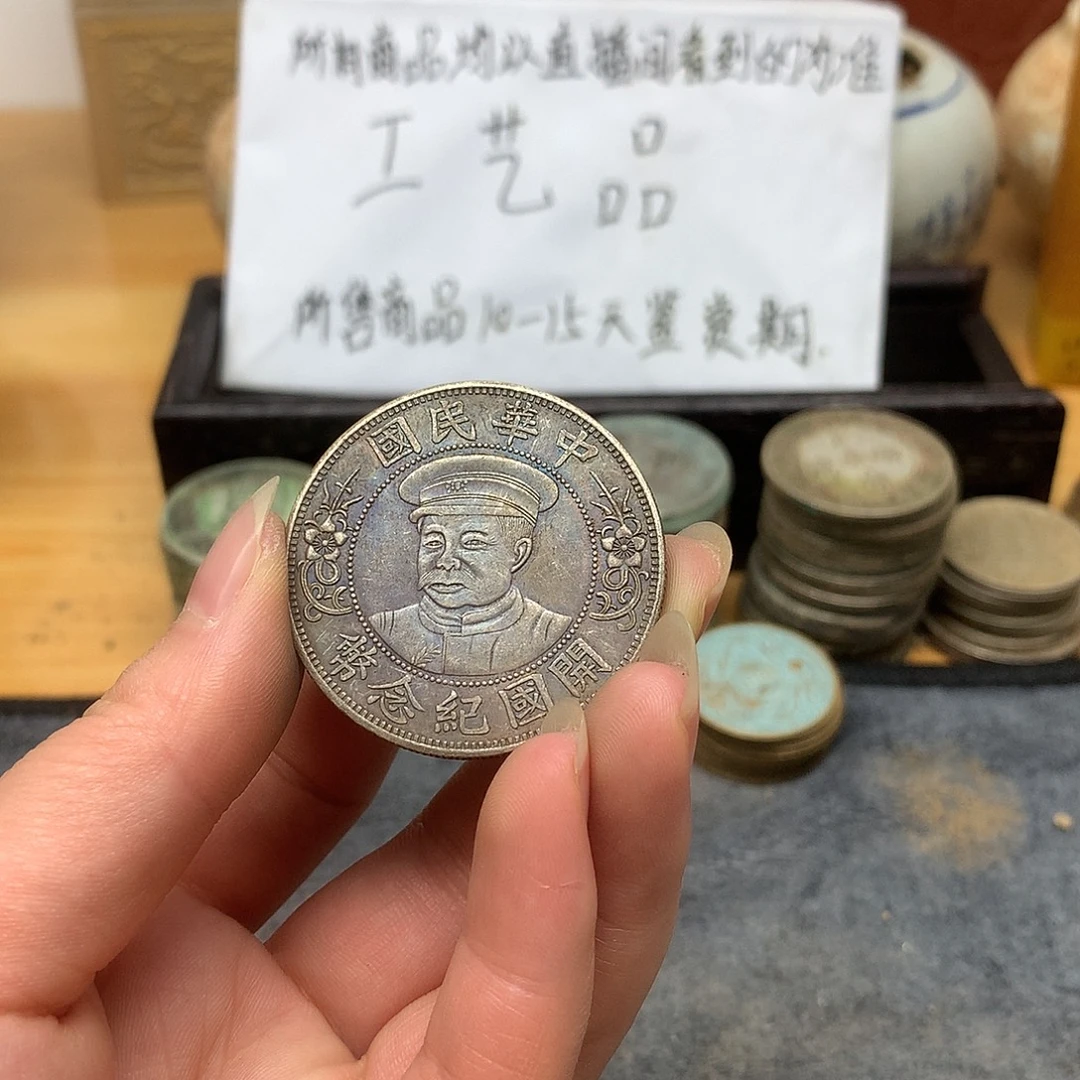 所有商品均以直播间看到的为准
工艺品
所售商品10-15天鉴赏期.
中華民國
開國紀念幣